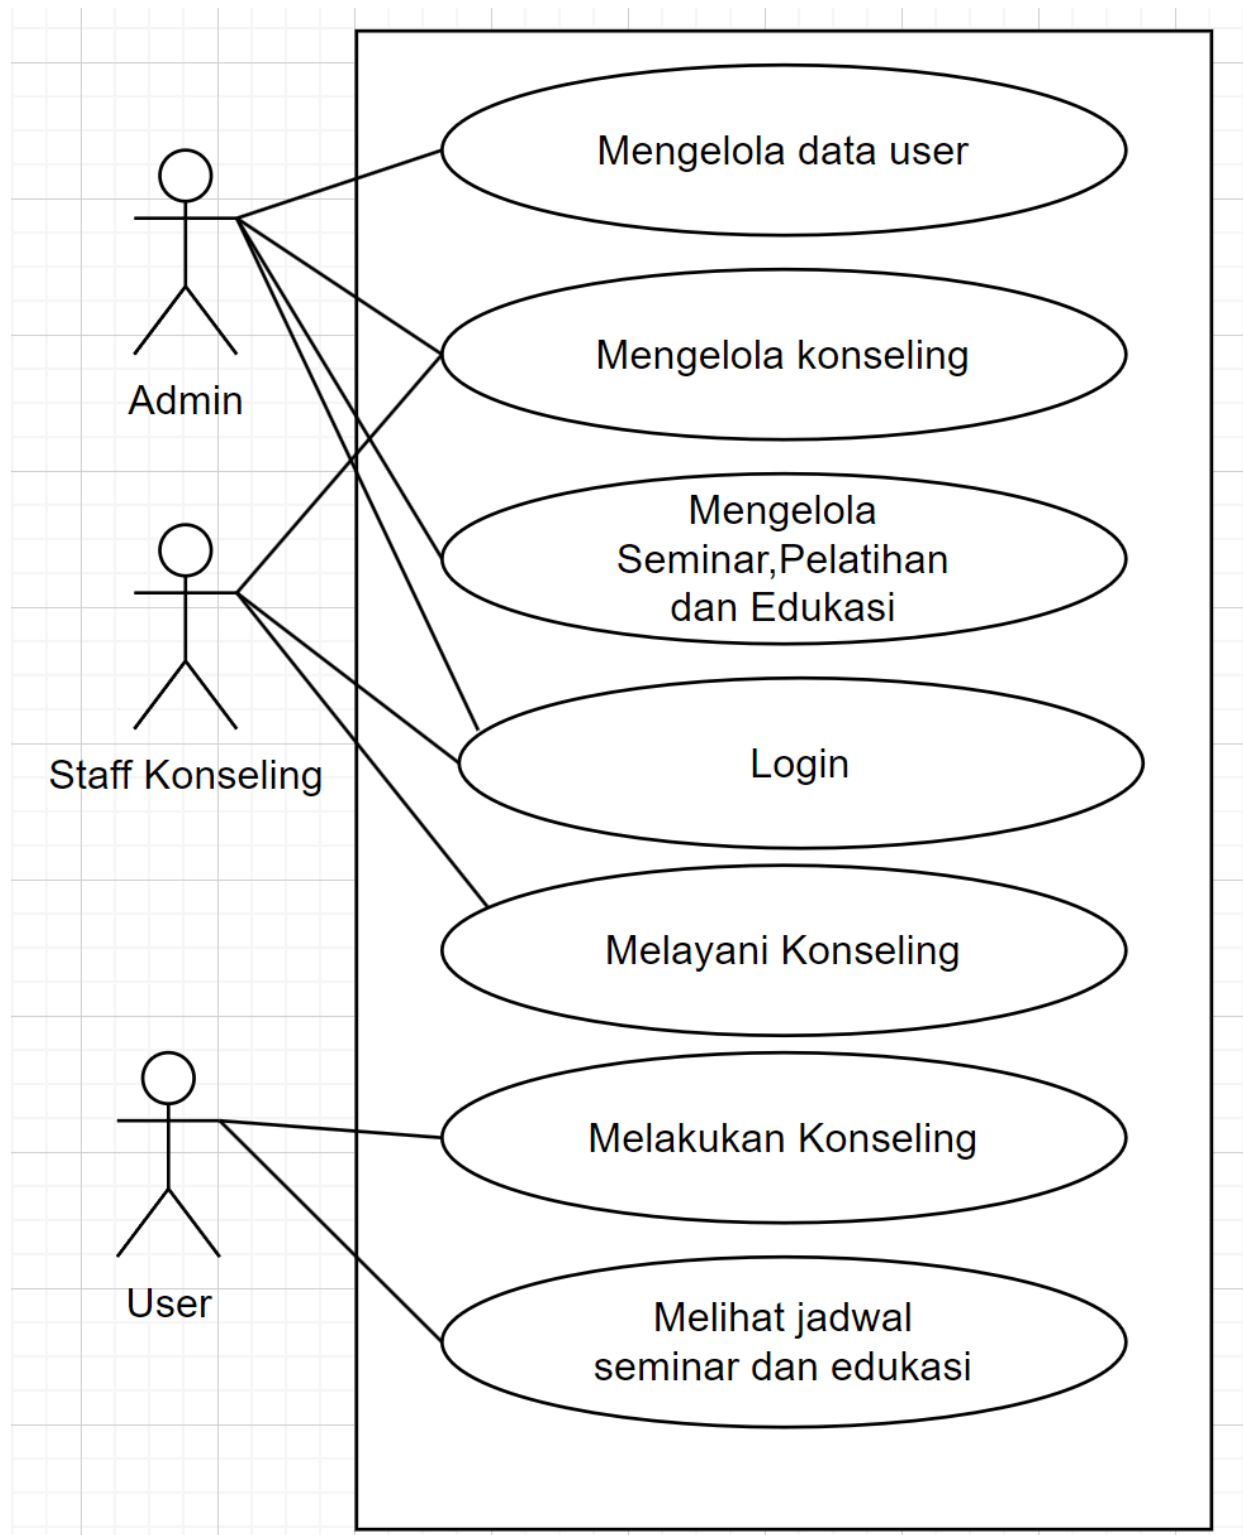 Mengelola data user
Admin
Mengelola konseling
Mengelola
Seminar,Pelatihan
dan Edukasi
Staff Konseling
Login
Melayani Konseling
User
Melakukan Konseling
Melihat jadwal
seminar dan edukasi